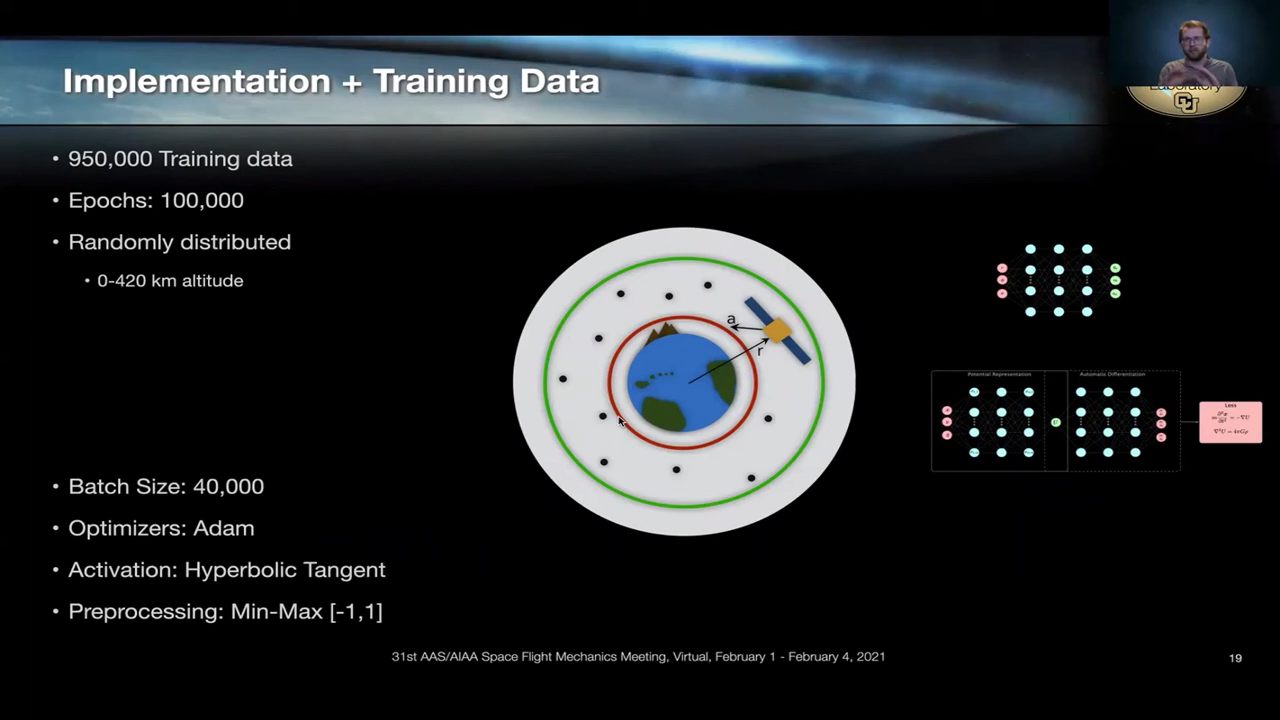 Implementation + Training Data
Laboratory
CU
• 950,000 Training data
• Epochs: 100,000
• Randomly distributed
• 0-420 km altitude
a
r
Potential Representation
Automatic Differentiation
U
Loss
• Batch Size: 40,000
• Optimizers: Adam
• Activation: Hyperbolic Tangent
• Preprocessing: Min-Max [-1,1]
31st AAS/AIAA Space Flight Mechanics Meeting, Virtual, February 1 - February 4, 2021
19